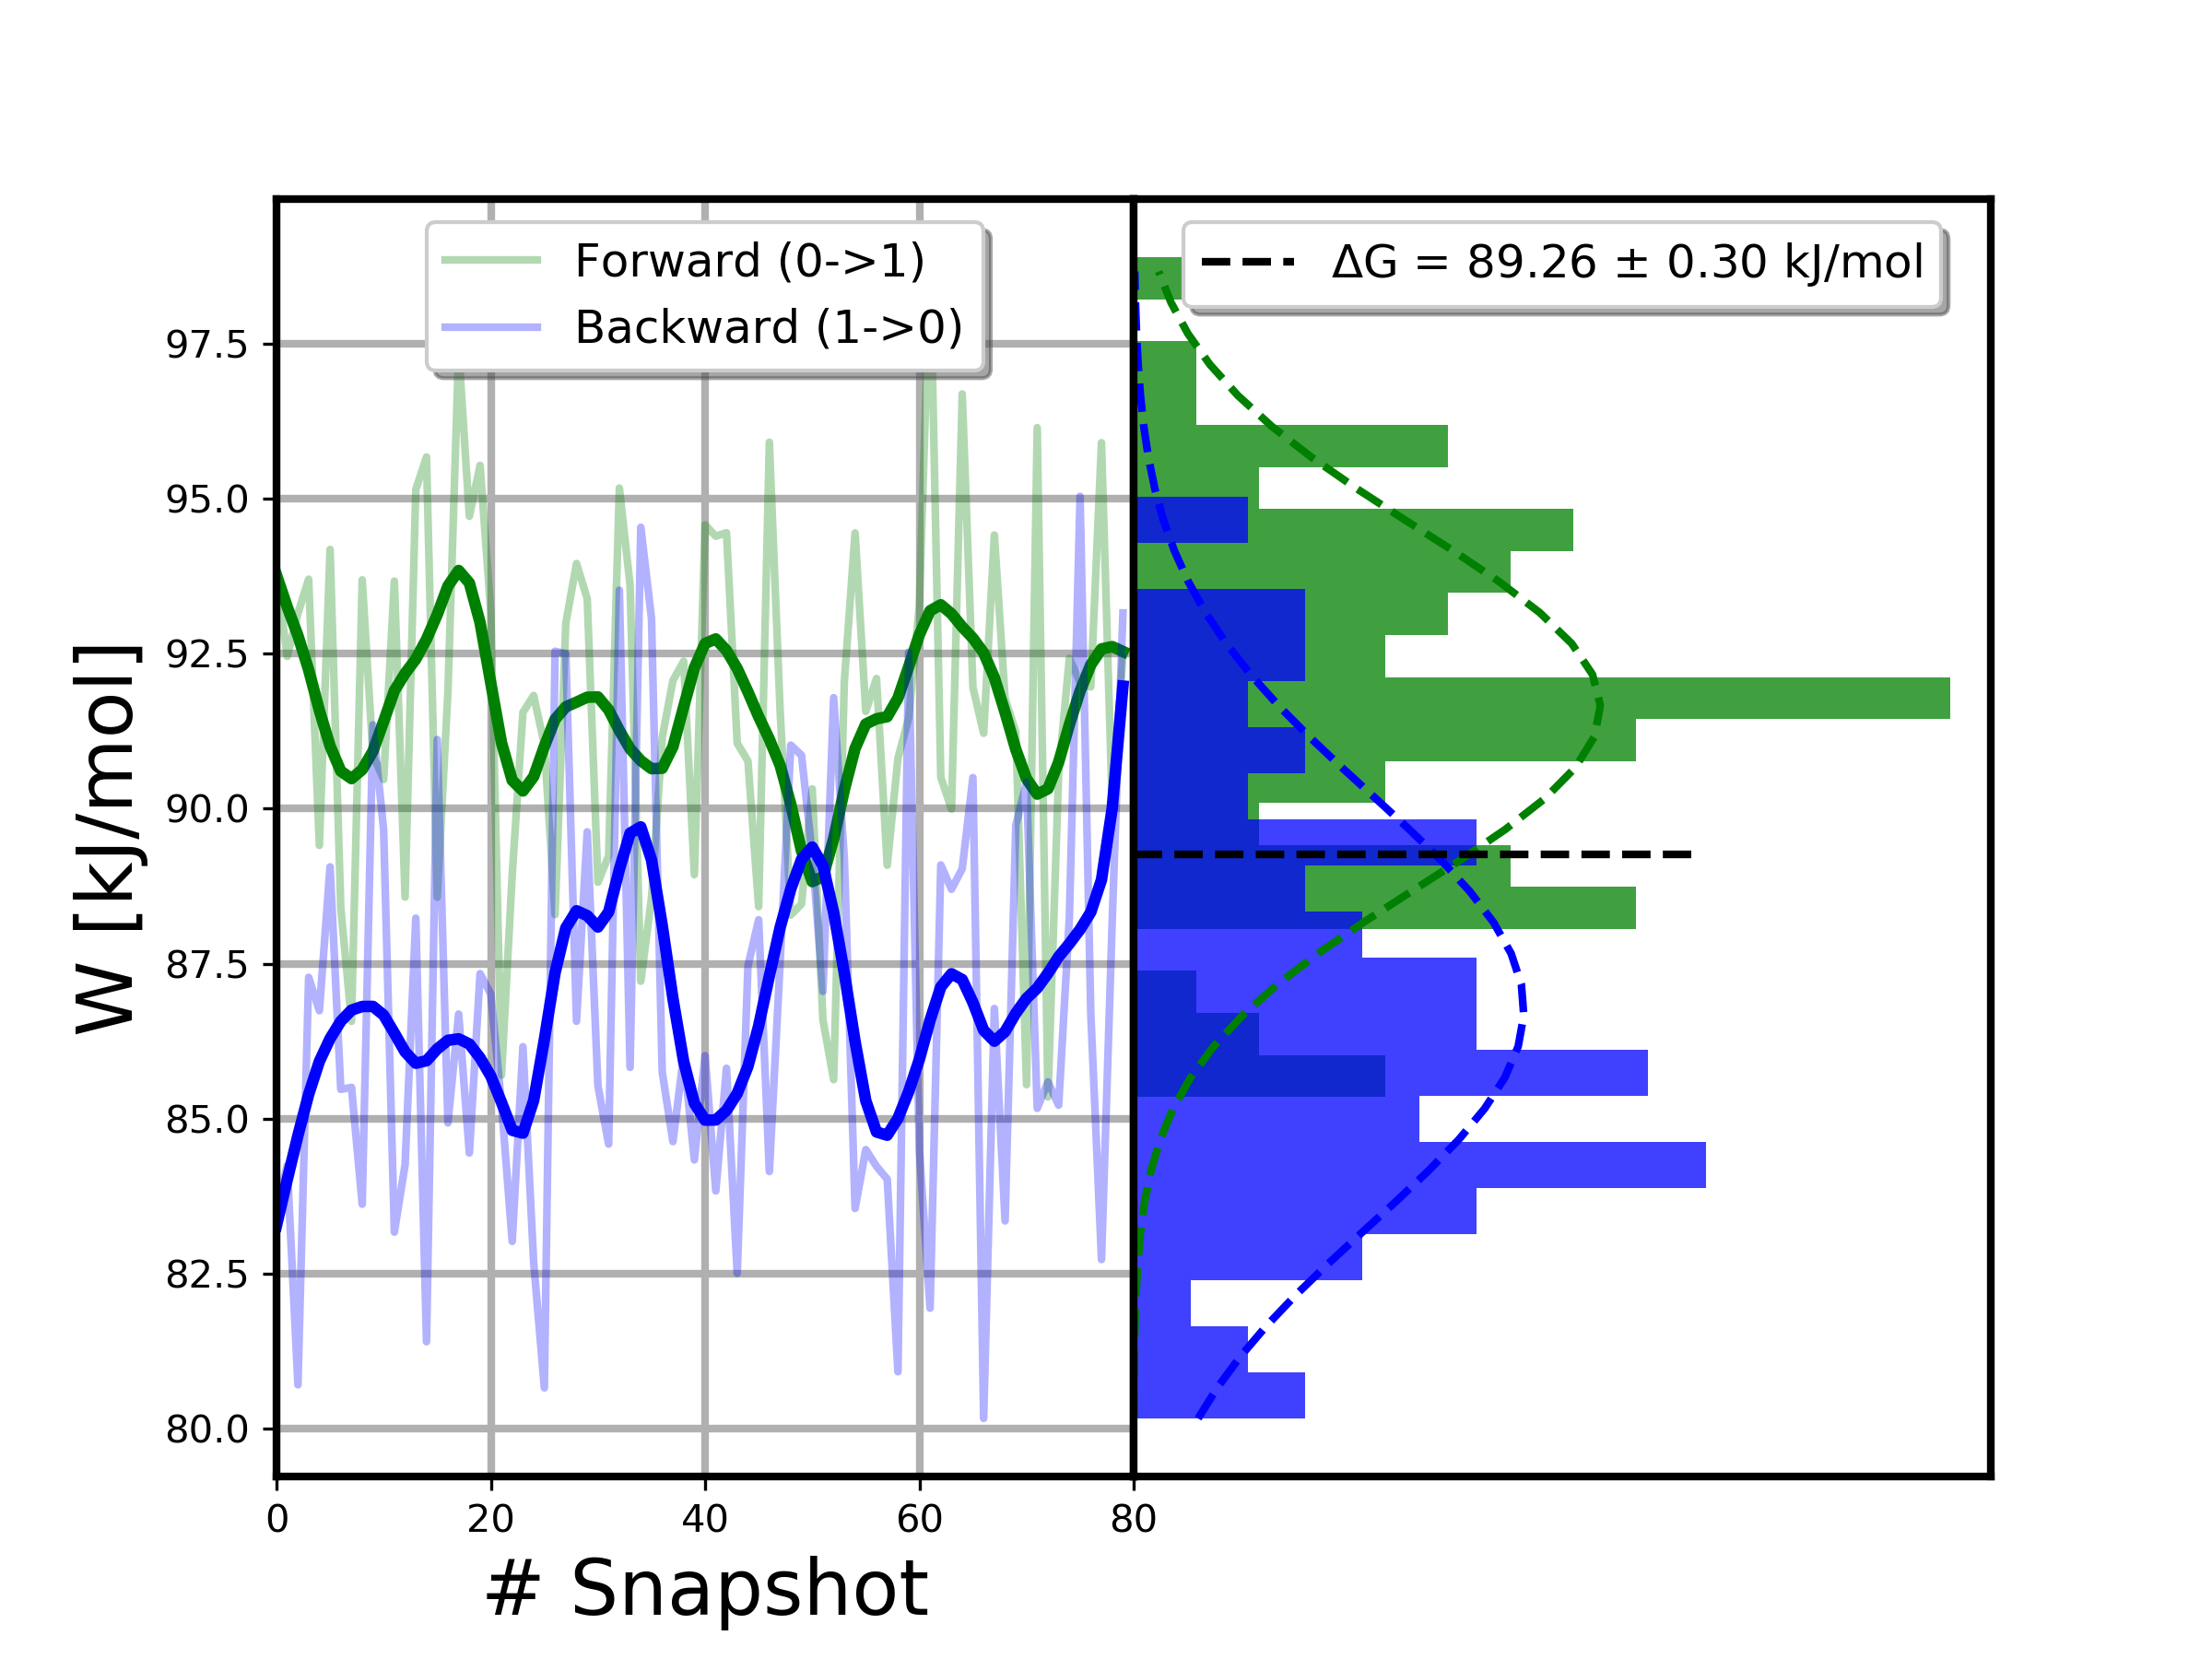 Forward (0->1)
Backward (1->0)
ΔG = 89.26 ± 0.30 kJ/mol
W [kJ/mol]
97.5
95.0
92.5
90.0
87.5
85.0
82.5
80.0
0 20 40 60 80
# Snapshot